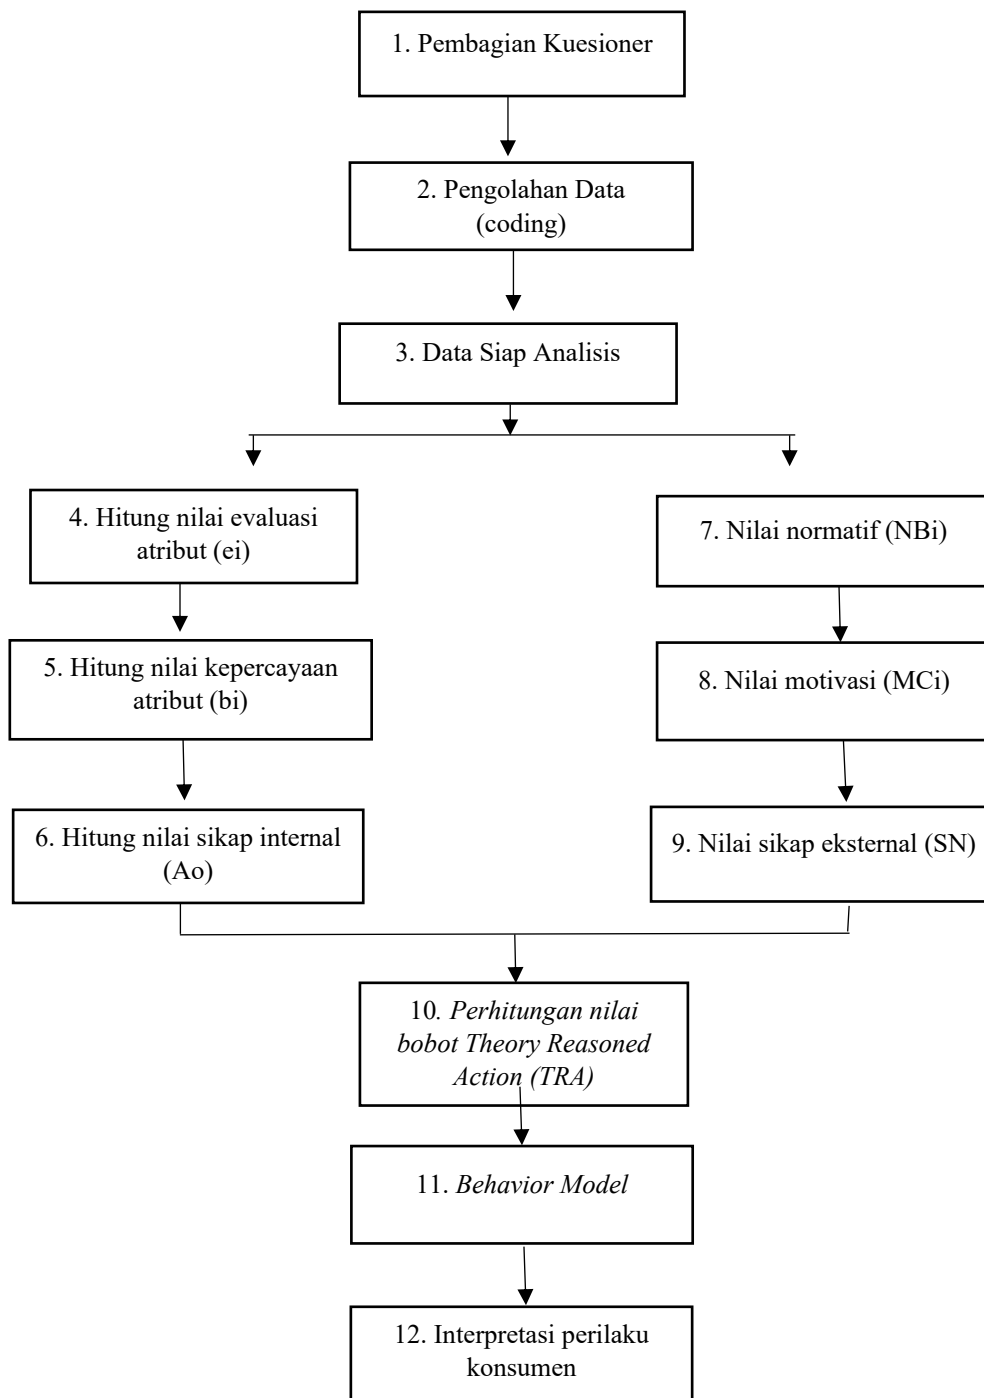 1. Pembagian Kuesioner
2. Pengolahan Data
(coding)
3. Data Siap Analisis
4. Hitung nilai evaluasi
atribut (ei)
5. Hitung nilai kepercayaan
atribut (bi)
6. Hitung nilai sikap internal
(Ao)
7. Nilai normatif (NBi)
8. Nilai motivasi (MCi)
9. Nilai sikap eksternal (SN)
10. Perhitungan nilai
bobot Theory Reasoned
Action (TRA)
11. Behavior Model
12. Interpretasi perilaku
konsumen